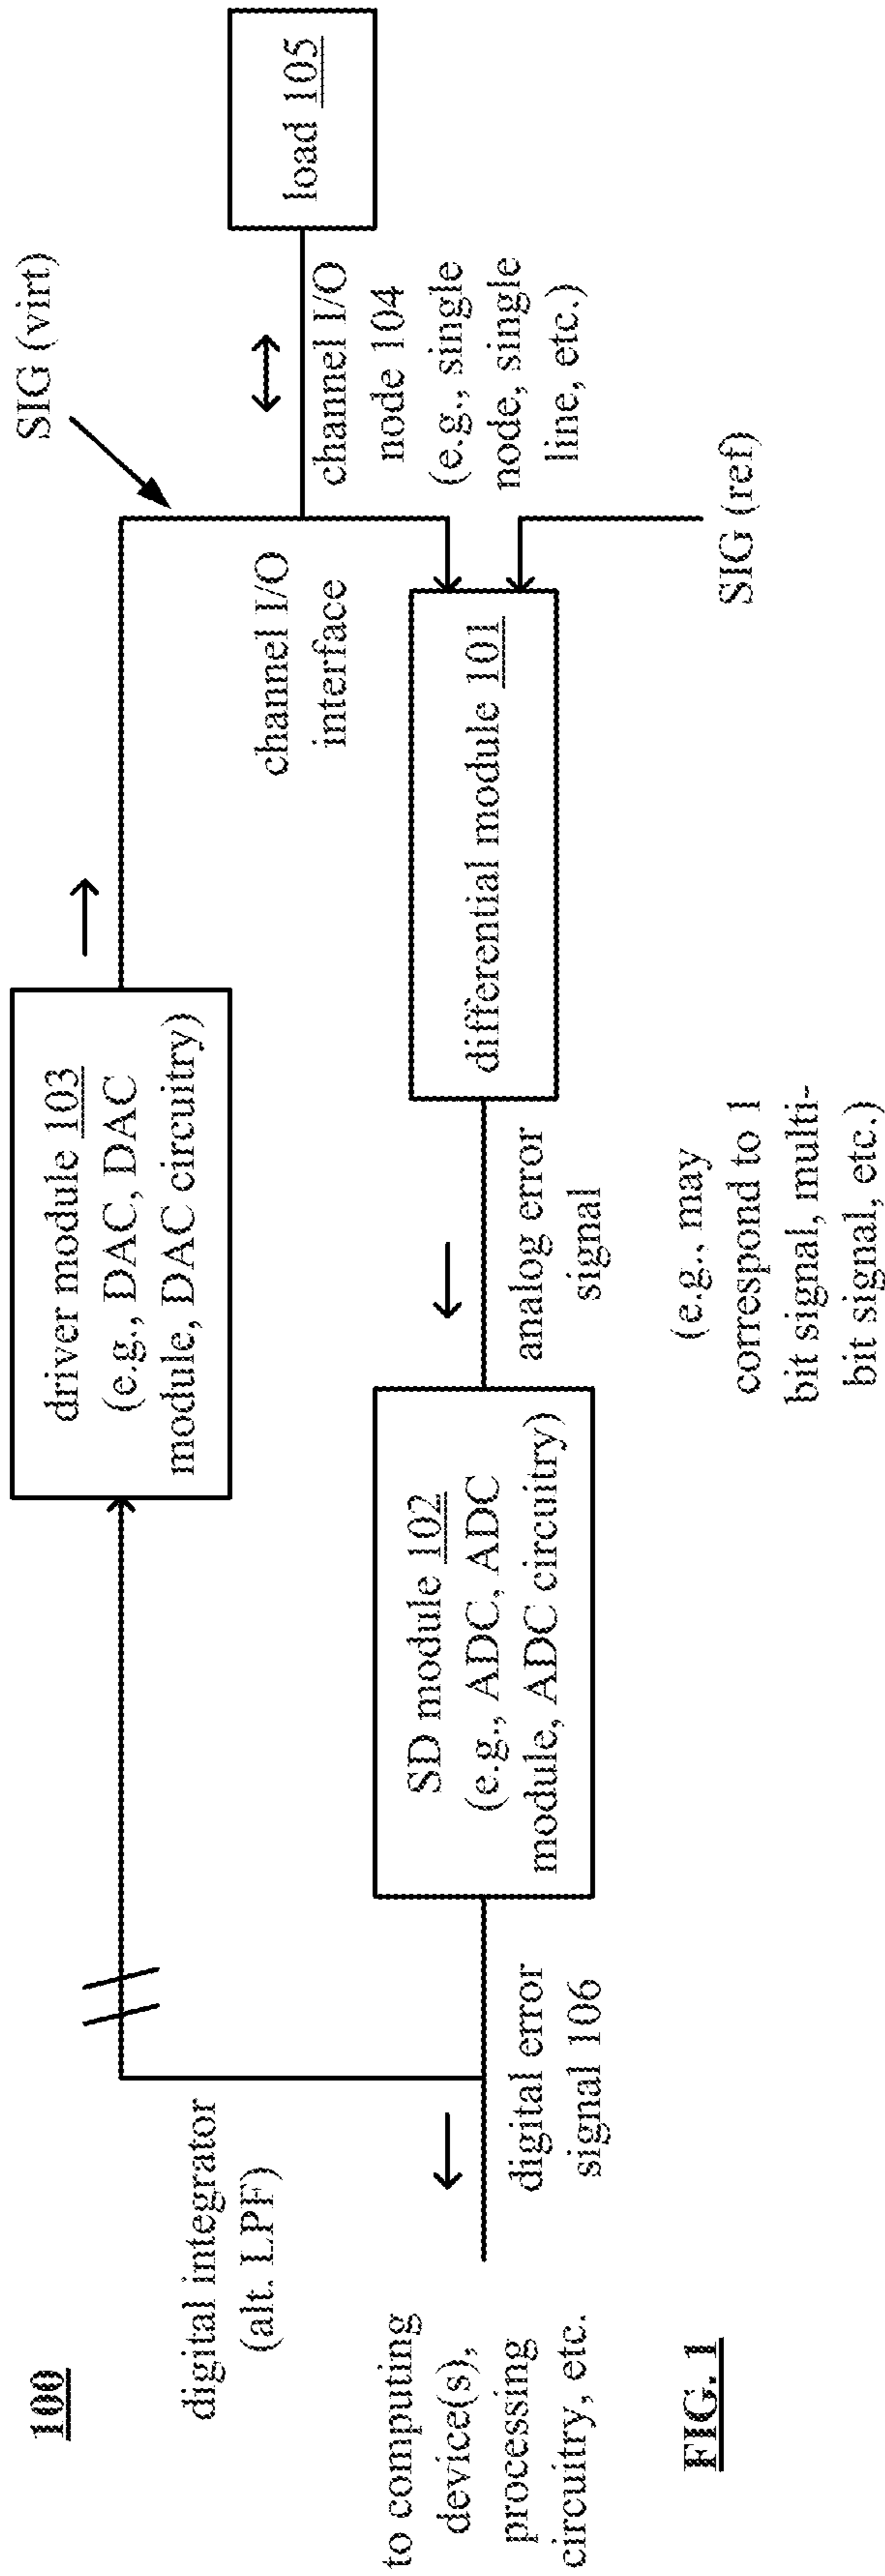 100
digital integrator
(alt. LPF)
driver module 103
(e.g., DAC, DAC
module, DAC circuitry)
SIG (virt)
channel I/O
interface
load 105
channel I/O
node 104
(e.g., single
node, single
line, etc.)
to computing
device(s),
processing
circuitry, etc.
digital error
signal 106
SD module 102
(e.g., ADC, ADC
module, ADC circuitry)
analog error
signal
(e.g., may
correspond to 1
bit signal, multi-
bit signal, etc.)
differential module 101
SIG (ref)
FIG. 1